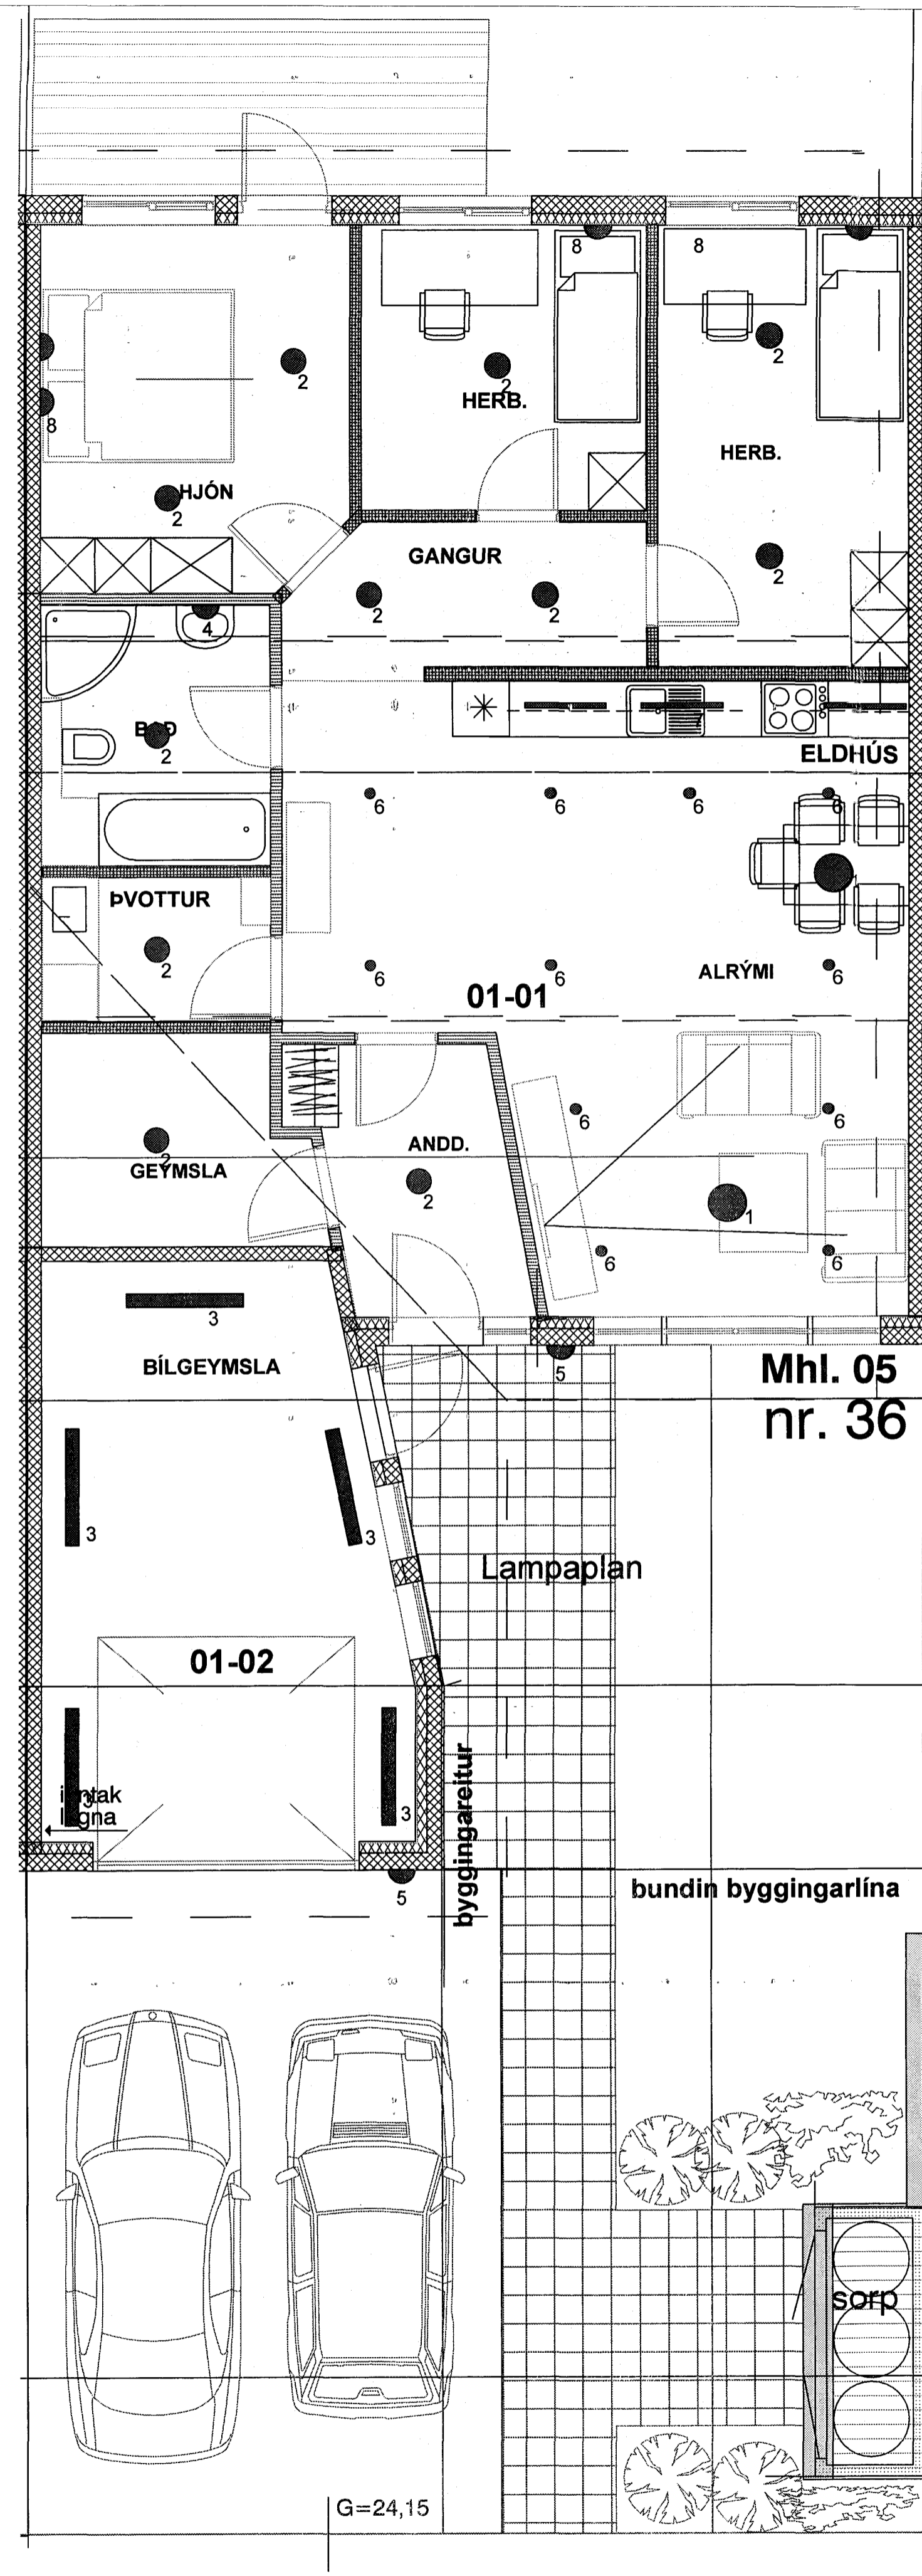 8
8
2
2
2
HERB.
HERB.
8
HJÓN
2
GANGUR
2
2
2
4
BAÐ
2
7
ELDHÚS
6
6
6
6
1
ÞVOTTUR
2
6
6
ALRÝMI
6
01-01
6
6
ANDD.
2
GEYMSLA
2
1
6
6
3
BÍLGEYMSLA
5
Mhl. 05
nr. 36
3
3
Lampaplan
01-02
inntak
lagna
3
3
byggingareitur
5
bundin byggingarlína
sorp
G=24,15